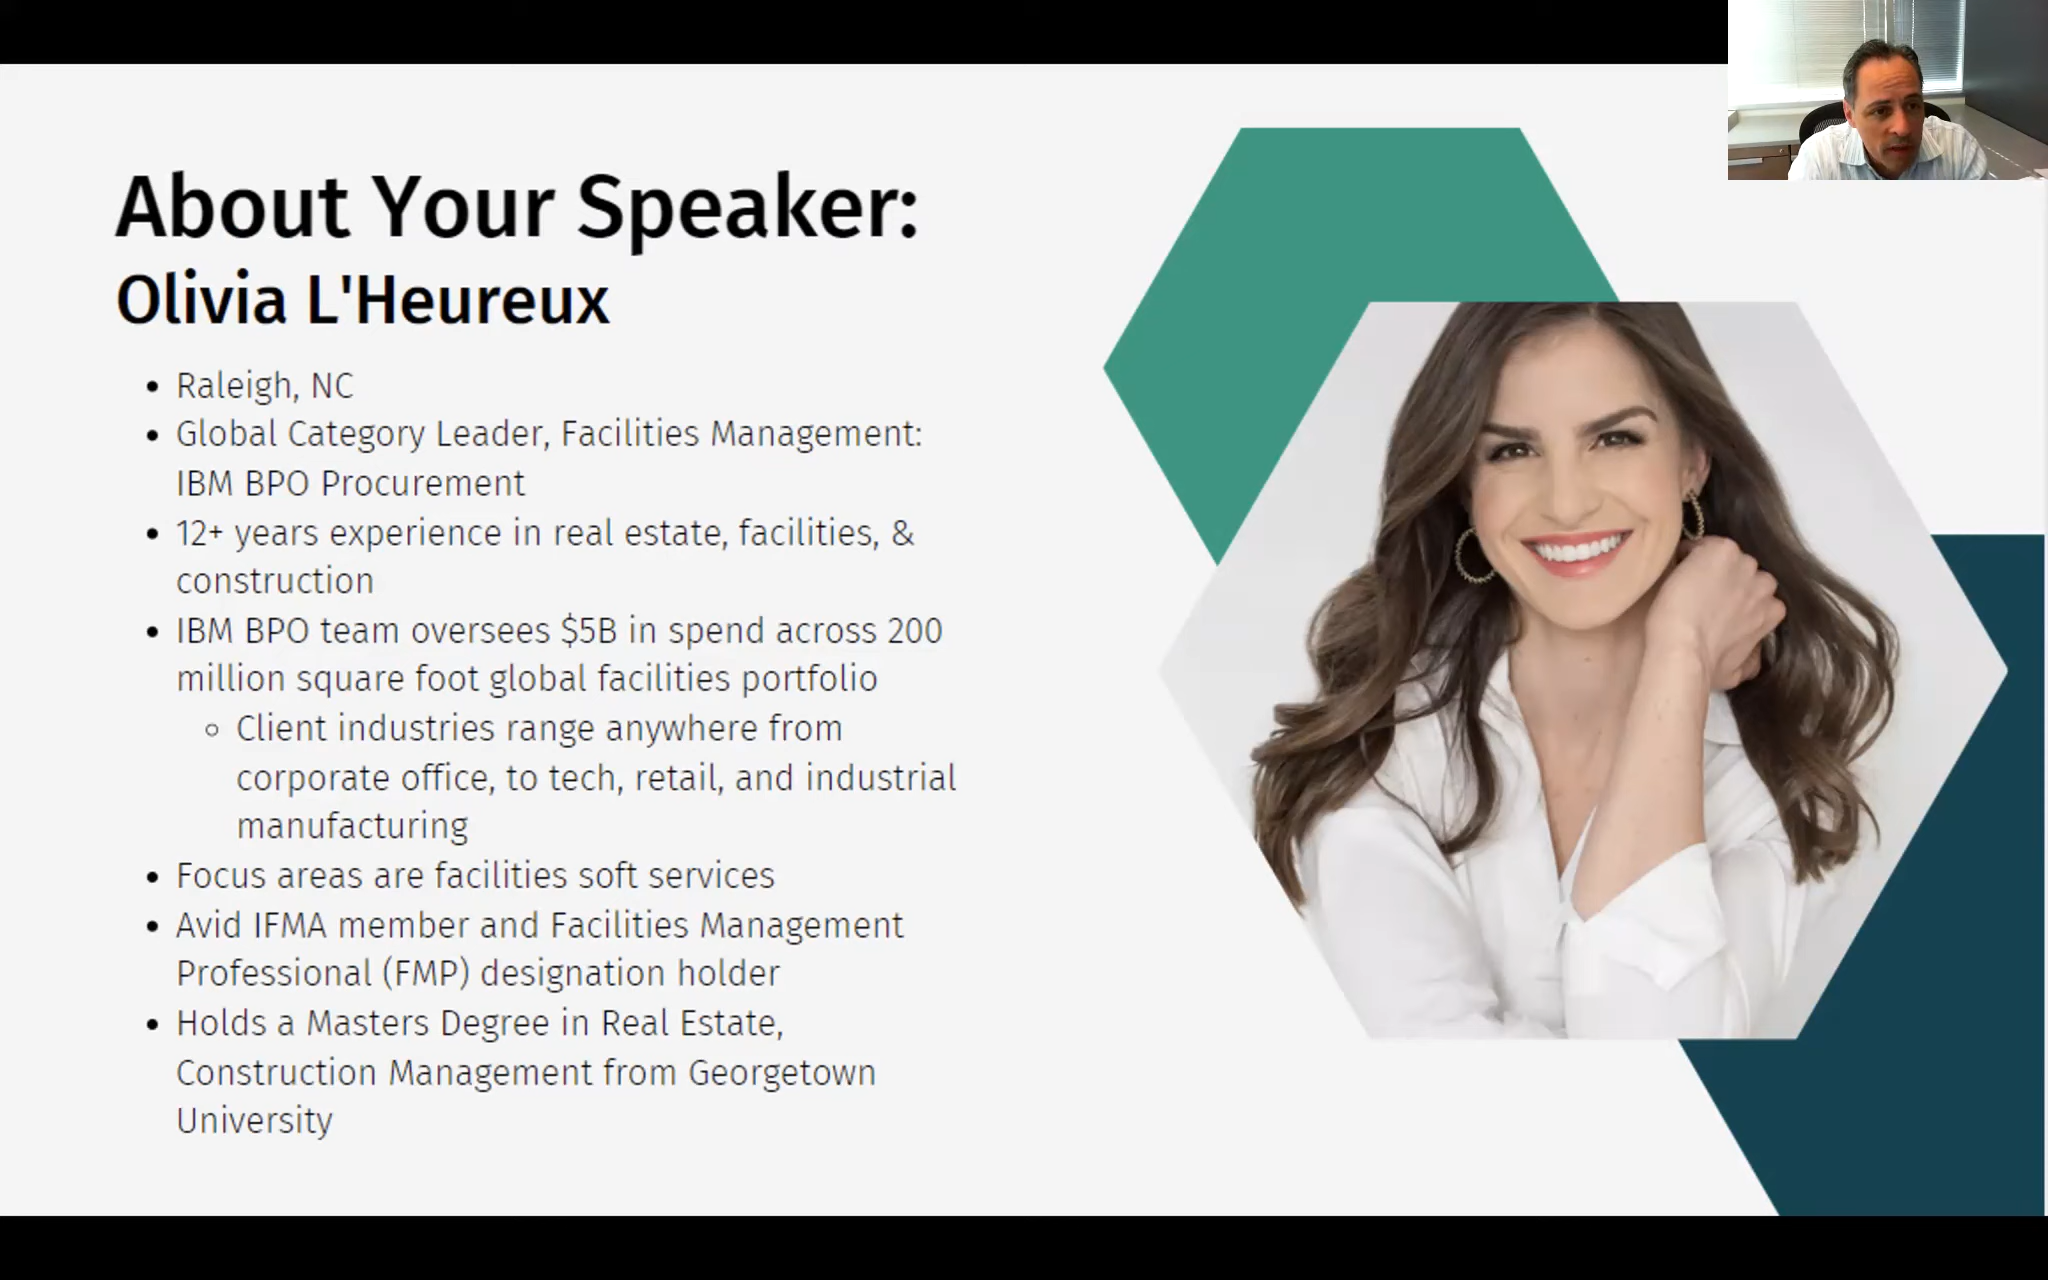 About Your Speaker:
Olivia L'Heureux
• Raleigh, NC
• Global Category Leader, Facilities Management:
IBM BPO Procurement
• 12+ years experience in real estate, facilities, &
construction
• IBM BPO team oversees $5B in spend across 200
million square foot global facilities portfolio
◦ Client industries range anywhere from
corporate office, to tech, retail, and industrial
manufacturing
• Focus areas are facilities soft services
• Avid IFMA member and Facilities Management
Professional (FMP) designation holder
• Holds a Masters Degree in Real Estate,
Construction Management from Georgetown
University